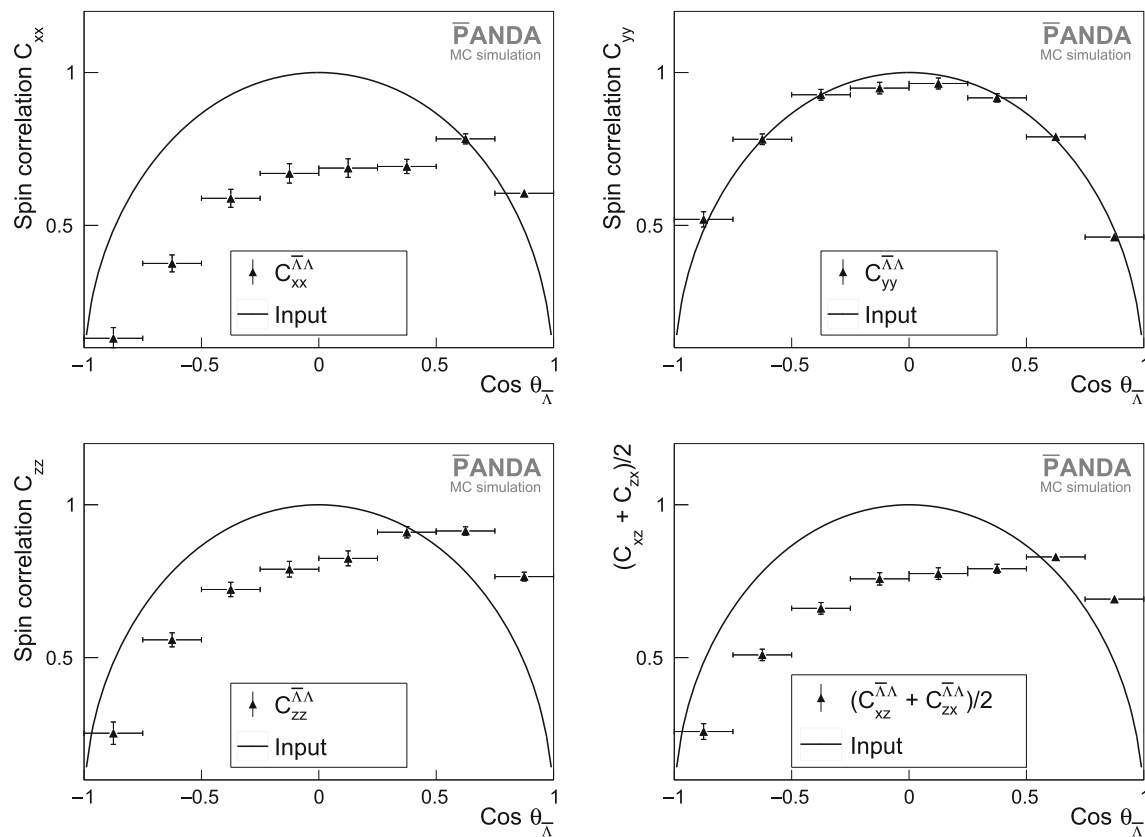 Spin correlation C_xx
P̅ANDA
MC simulation
1
0.5
C_xx^Λ̅Λ
Input
−1 −0.5 0 0.5 1
Cos θ_Λ̅
Spin correlation C_yy
P̅ANDA
MC simulation
1
0.5
C_yy^Λ̅Λ
Input
−1 −0.5 0 0.5 1
Cos θ_Λ̅
Spin correlation C_zz
P̅ANDA
MC simulation
1
0.5
C_zz^Λ̅Λ
Input
−1 −0.5 0 0.5 1
Cos θ_Λ̅
(C_xz + C_zx)/2
P̅ANDA
MC simulation
1
0.5
(C_xz^Λ̅Λ + C_zx^Λ̅Λ)/2
Input
−1 −0.5 0 0.5 1
Cos θ_Λ̅